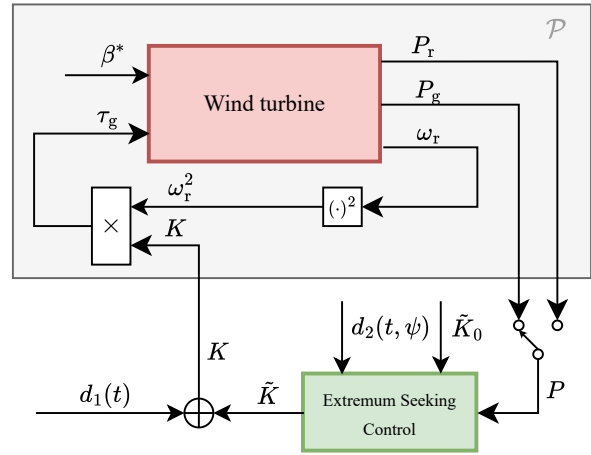 𝒫
β*
P_r
Wind turbine
P_g
τ_g
ω_r
ω_r^2
(·)^2
×
K
K
d_2(t, ψ)
K̃_0
P
d_1(t)
K̃
Extremum Seeking
Control